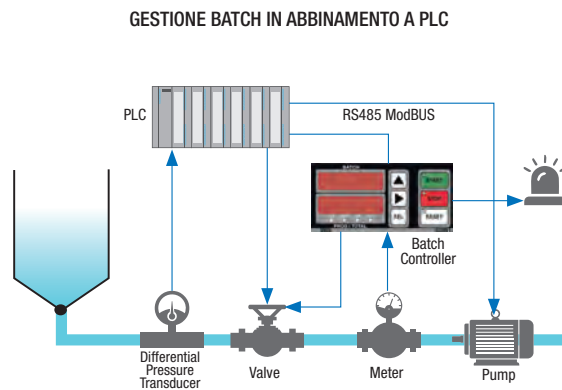 GESTIONE BATCH IN ABBINAMENTO A PLC
PLC
RS485 ModBUS
BATCH
START
STOP
SEL
RESET
Batch
Controller
Differential
Pressure
Transducer
Valve
Meter
Pump